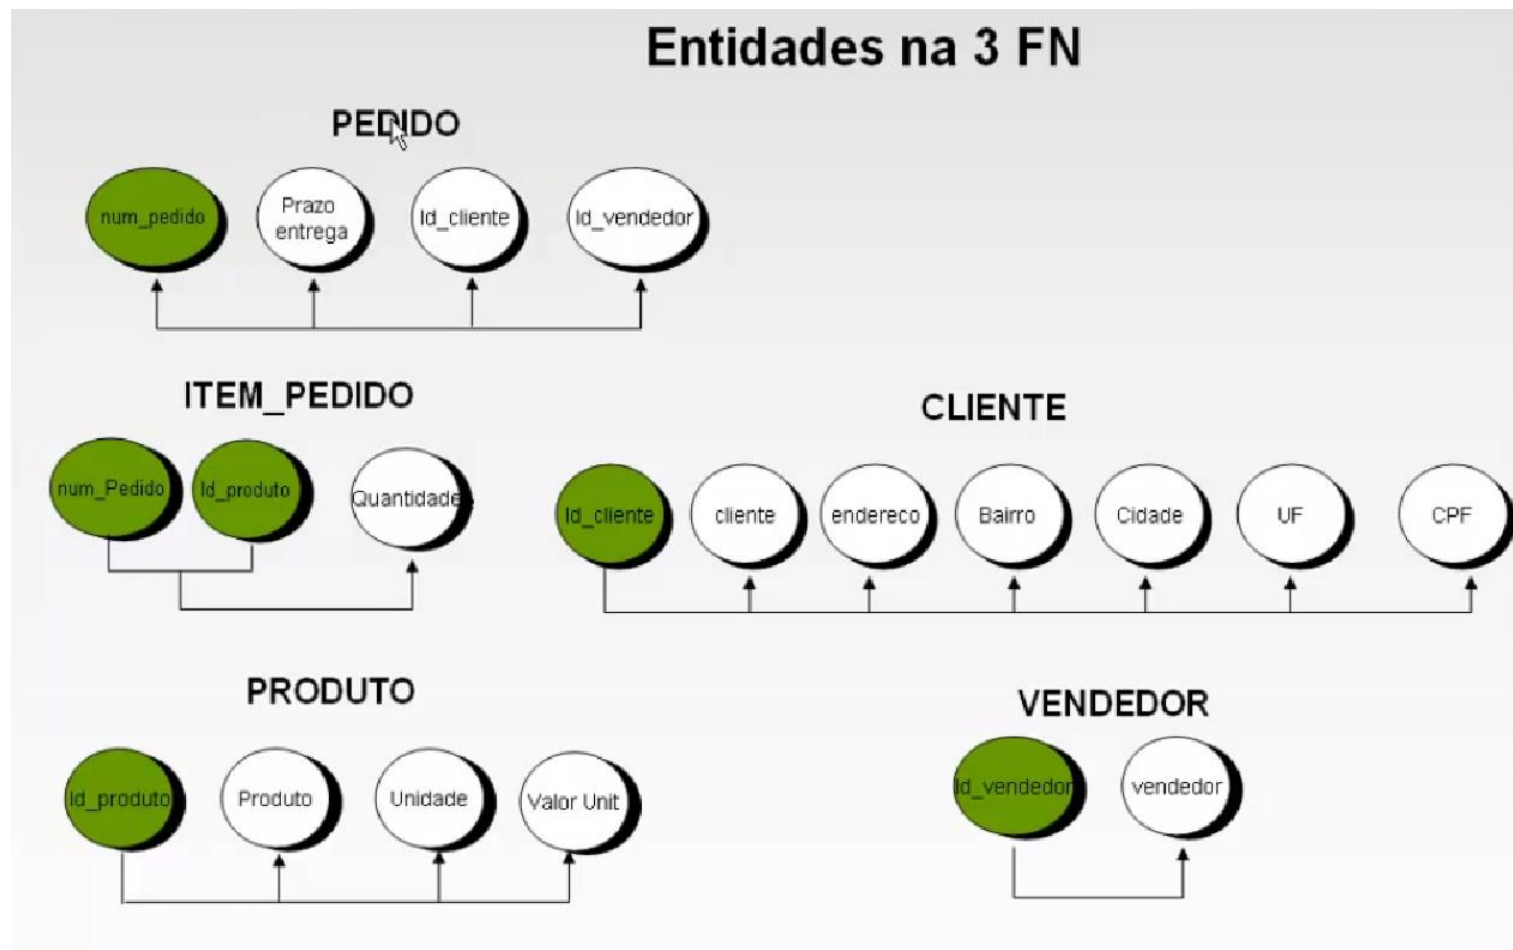 Entidades na 3 FN
PEDIDO
num_pedido
Prazo
entrega
Id_cliente
Id_vendedor
ITEM_PEDIDO
num_Pedido
Id_produto
Quantidade
CLIENTE
Id_cliente
cliente
endereco
Bairro
Cidade
UF
CPF
PRODUTO
Id_produto
Produto
Unidade
Valor Unit
VENDEDOR
Id_vendedor
vendedor